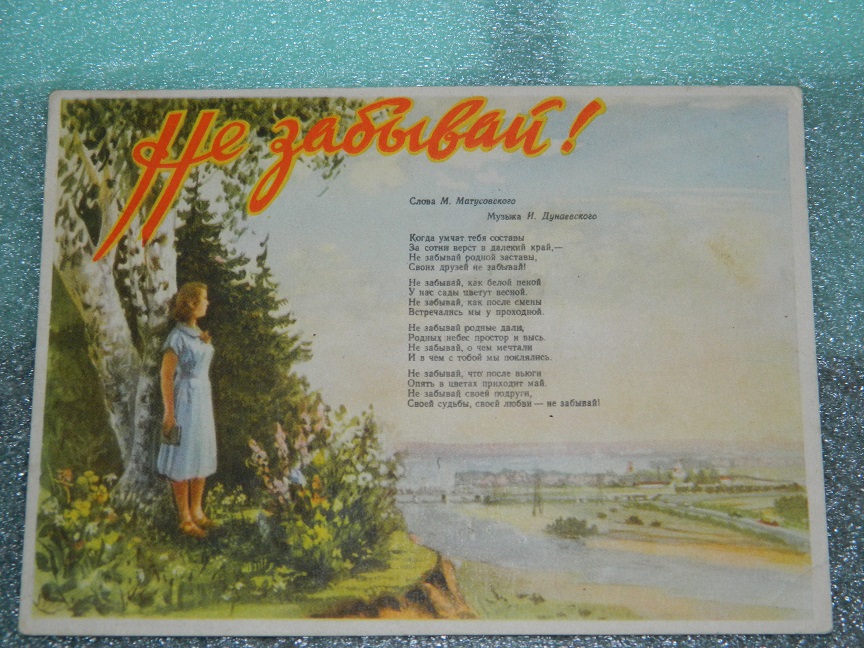 Не забывай!
Слова М. Матусовского
Музыка И. Дунаевского
Когда умчат тебя составы
За сотни верст в далекий край,—
Не забывай родной заставы,
Своих друзей не забывай!
Не забывай, как белой пеной
У нас сады цветут весной.
Не забывай, как после смены
Встречались мы у проходной.
Не забывай родные дали,
Родных небес простор и высь.
Не забывай, о чем мечтали
И в чем с тобой мы поклялись.
Не забывай, что после вьюги
Опять в цветах приходит май.
Не забывай своей подруги,
Своей судьбы, своей любви — не забывай!